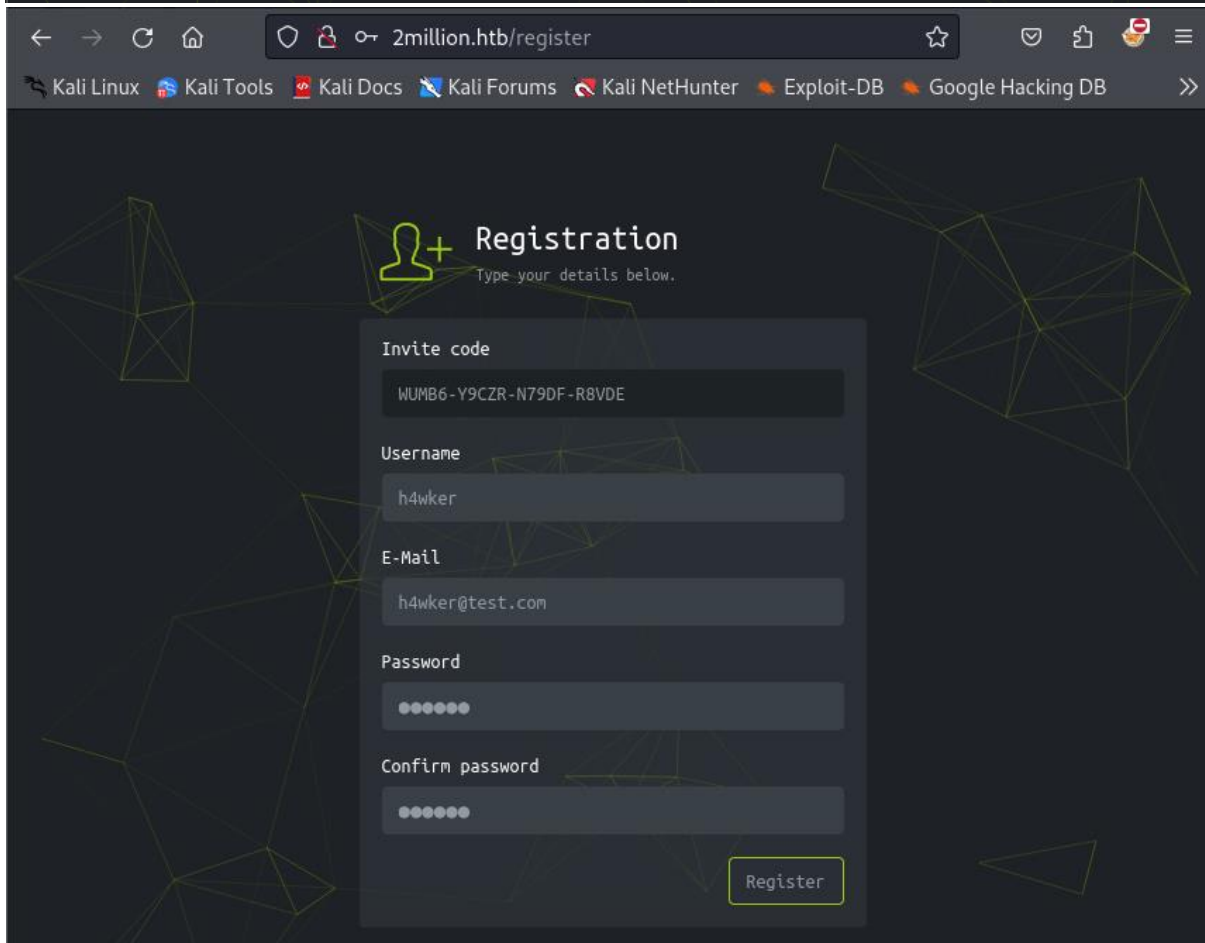 2million.htb/register
Kali Linux Kali Tools Kali Docs Kali Forums Kali NetHunter Exploit-DB Google Hacking DB
Registration
Type your details below.
Invite code
WUMB6-Y9CZR-N79DF-R8VDE
Username
h4wker
E-Mail
h4wker@test.com
Password
●●●●●●
Confirm password
●●●●●●
Register